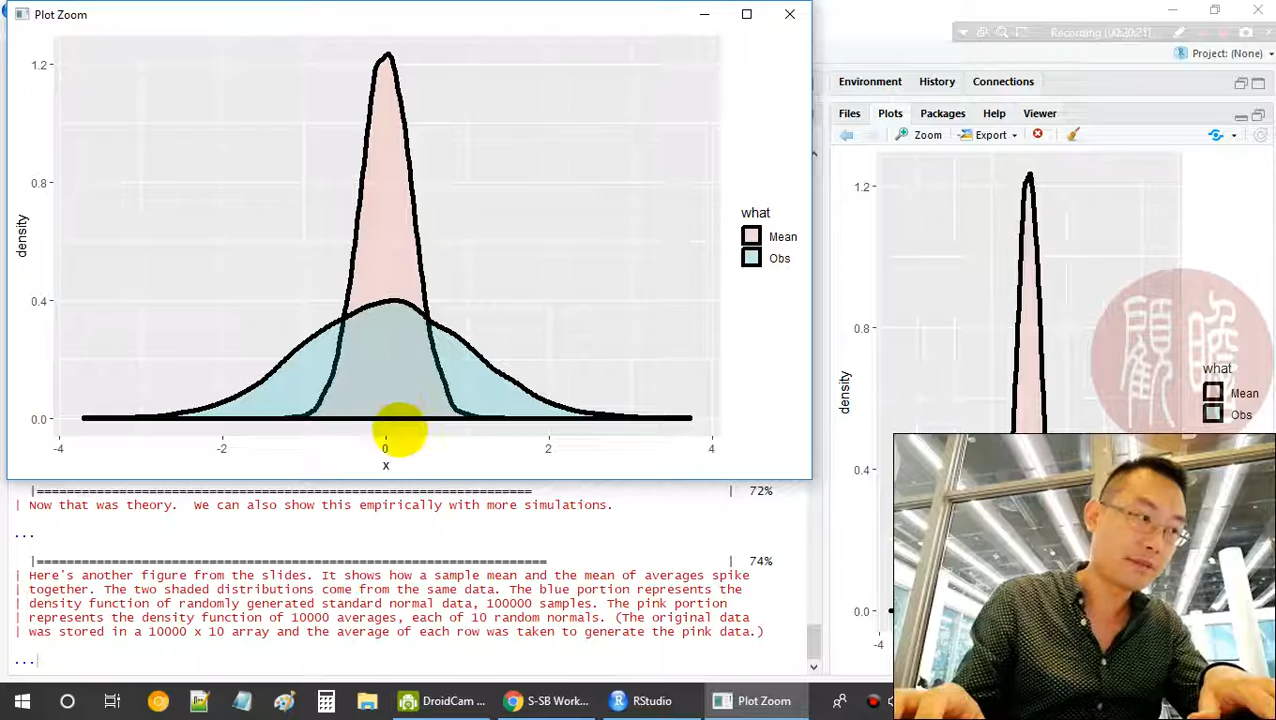 Plot Zoom
1.2
0.8
0.4
0.0
density
-4
-2
0
2
4
x
what
Mean
Obs
|=============================================================== | 72%
| Now that was theory.  We can also show this empirically with more simulations.
...
|================================================================= | 74%
| Here's another figure from the slides. It shows how a sample mean and the mean of averages spike
| together. The two shaded distributions come from the same data. The blue portion represents the
| density function of randomly generated standard normal data, 100000 samples. The pink portion
| represents the density function of 10000 averages, each of 10 random normals. (The original data
| was stored in a 10000 x 10 array and the average of each row was taken to generate the pink data.)
...
Recording [00:20:21]
Project: (None)
Environment
History
Connections
Files
Plots
Packages
Help
Viewer
Zoom
Export
1.2
0.8
0.4
0.0
density
-4
what
Mean
Obs
顧
DroidCam ...
S-SB Work...
RStudio
Plot Zoom